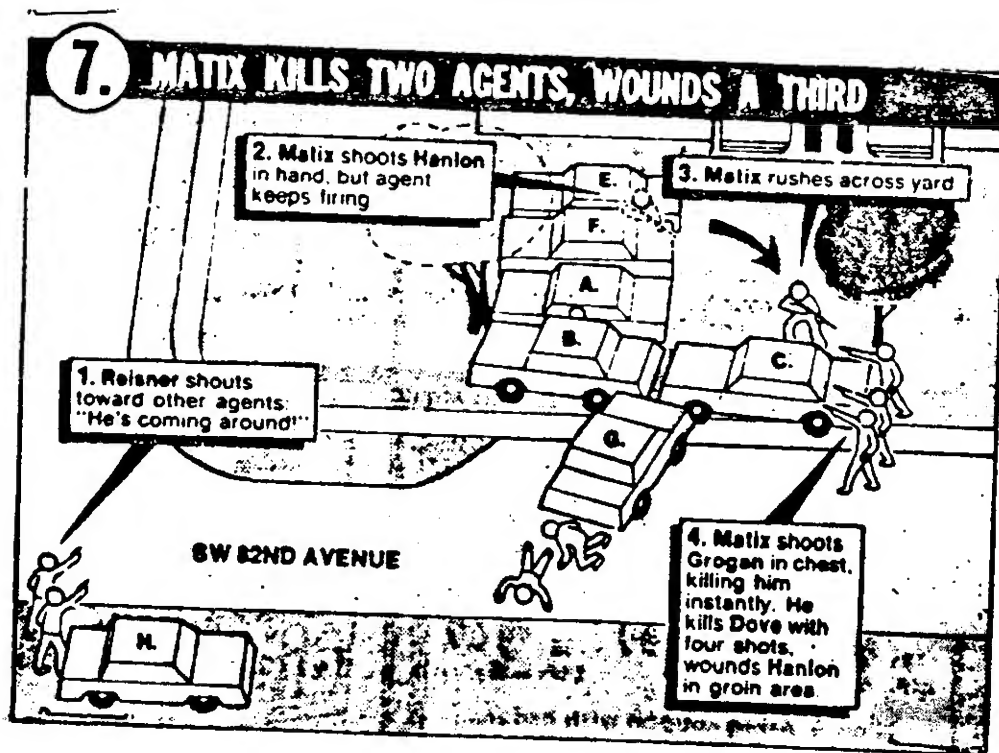 7. MATIX KILLS TWO AGENTS, WOUNDS A THIRD
2. Matix shoots Hanlon
in hand, but agent
keeps firing
3. Matix rushes across yard
E.
F.
A.
B.
C.
1. Reisner shouts
toward other agents:
"He's coming around!"
G.
SW 82ND AVENUE
4. Matix shoots
Grogan in chest,
killing him
instantly. He
kills Dove with
four shots,
wounds Hanlon
in groin area
H.